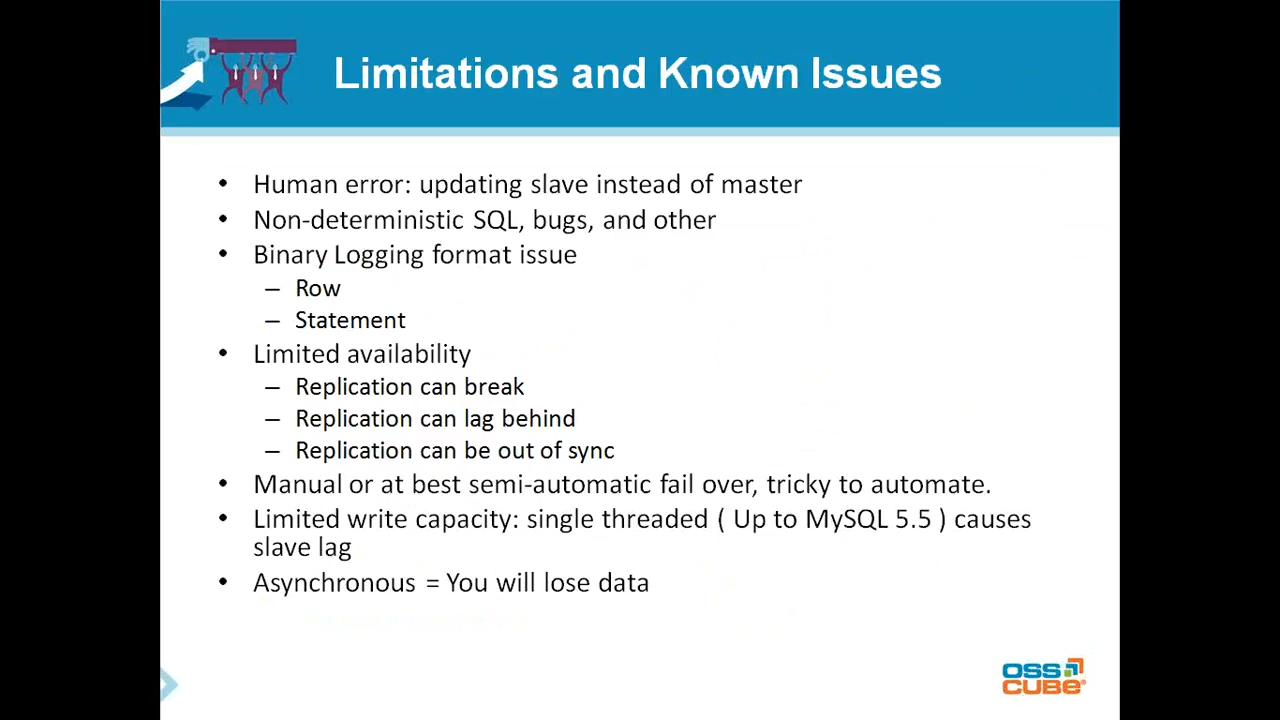 Limitations and Known Issues
• Human error: updating slave instead of master
• Non-deterministic SQL, bugs, and other
• Binary Logging format issue
– Row
– Statement
• Limited availability
– Replication can break
– Replication can lag behind
– Replication can be out of sync
• Manual or at best semi-automatic fail over, tricky to automate.
• Limited write capacity: single threaded ( Up to MySQL 5.5 ) causes
slave lag
• Asynchronous = You will lose data
OSS
CUBE